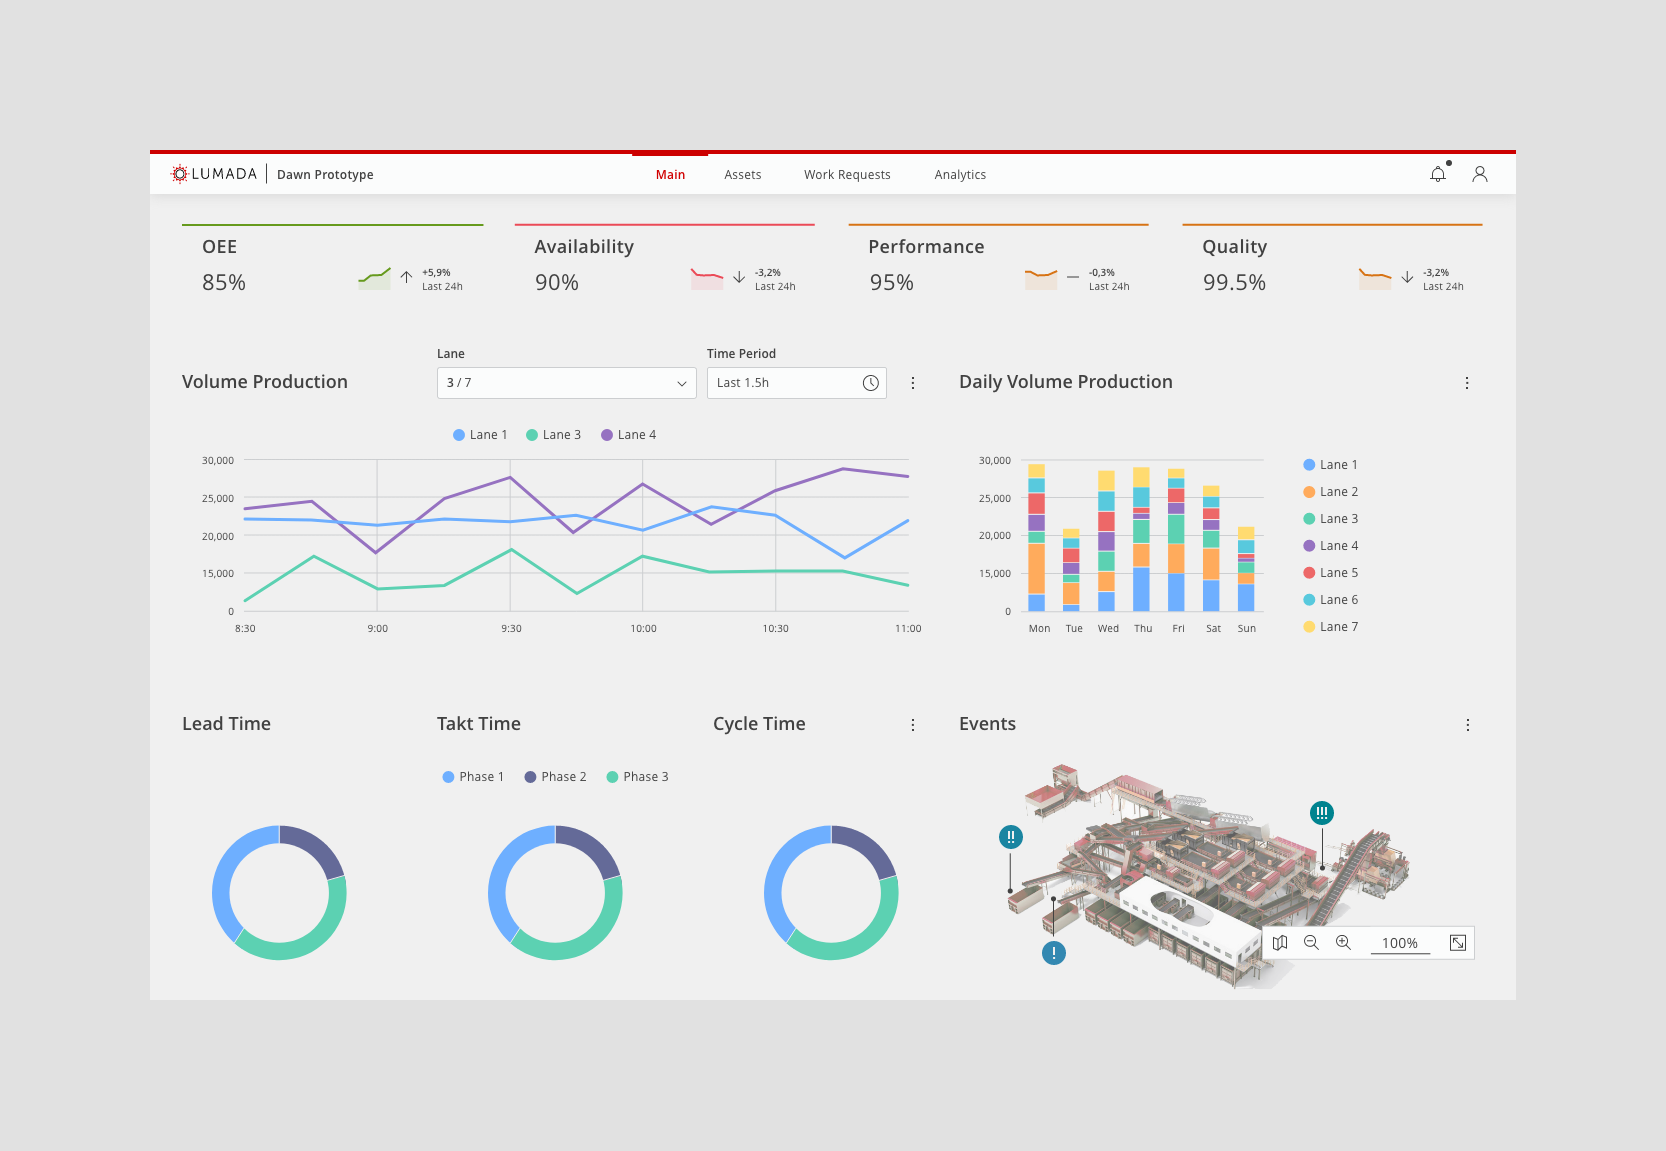 LUMADA | Dawn Prototype
Main
Assets
Work Requests
Analytics
OEE
85%
+5,9%
Last 24h
Availability
90%
-3,2%
Last 24h
Performance
95%
-0,3%
Last 24h
Quality
99.5%
-3,2%
Last 24h
Volume Production
Lane
3 / 7
Time Period
Last 1.5h
Lane 1
Lane 3
Lane 4
30,000
25,000
20,000
15,000
0
8:30
9:00
9:30
10:00
10:30
11:00
Daily Volume Production
30,000
25,000
20,000
15,000
0
Mon
Tue
Wed
Thu
Fri
Sat
Sun
Lane 1
Lane 2
Lane 3
Lane 4
Lane 5
Lane 6
Lane 7
Lead Time
Takt Time
Cycle Time
Phase 1
Phase 2
Phase 3
Events
!!
!!!
!
100%